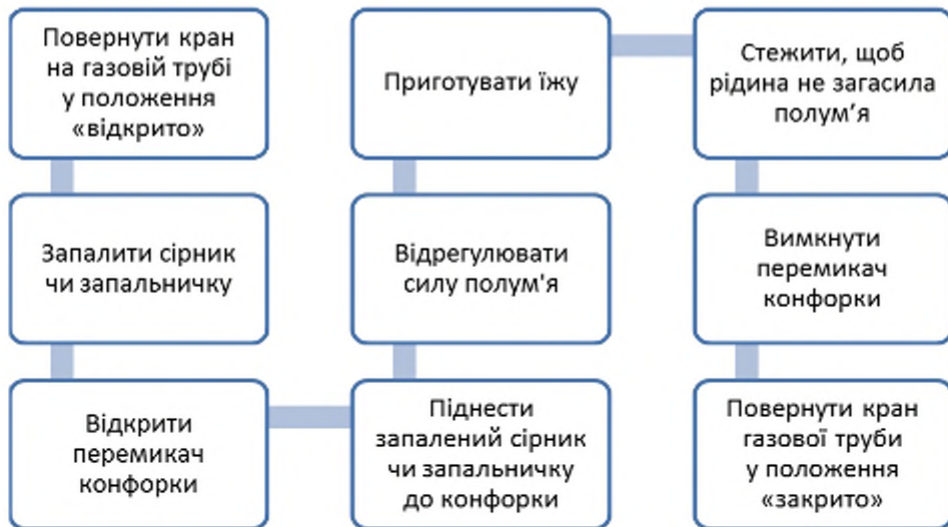 Повернути кран
на газовій трубі
у положення
«відкрито»
Запалити сірник
чи запальничку
Відкрити
перемикач
конфорки
Піднести
запалений сірник
чи запальничку
до конфорки
Відрегулювати
силу полум'я
Приготувати їжу
Стежити, щоб
рідина не загасила
полум’я
Вимкнути
перемикач
конфорки
Повернути кран
газової труби
у положення
«закрито»